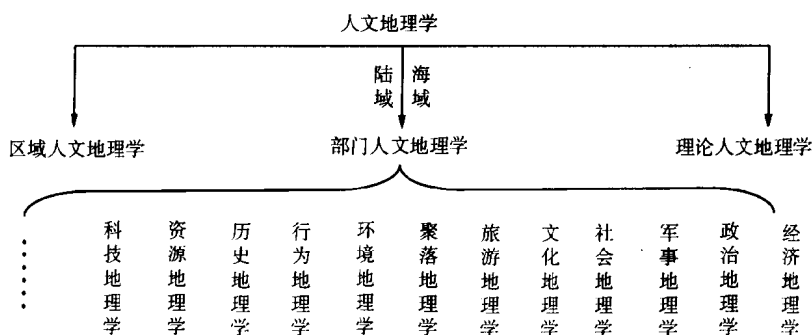 人文地理学
陆域 海域
区域人文地理学 部门人文地理学 理论人文地理学
……
科技地理学
资源地理学
历史地理学
行为地理学
环境地理学
聚落地理学
旅游地理学
文化地理学
社会地理学
军事地理学
政治地理学
经济地理学